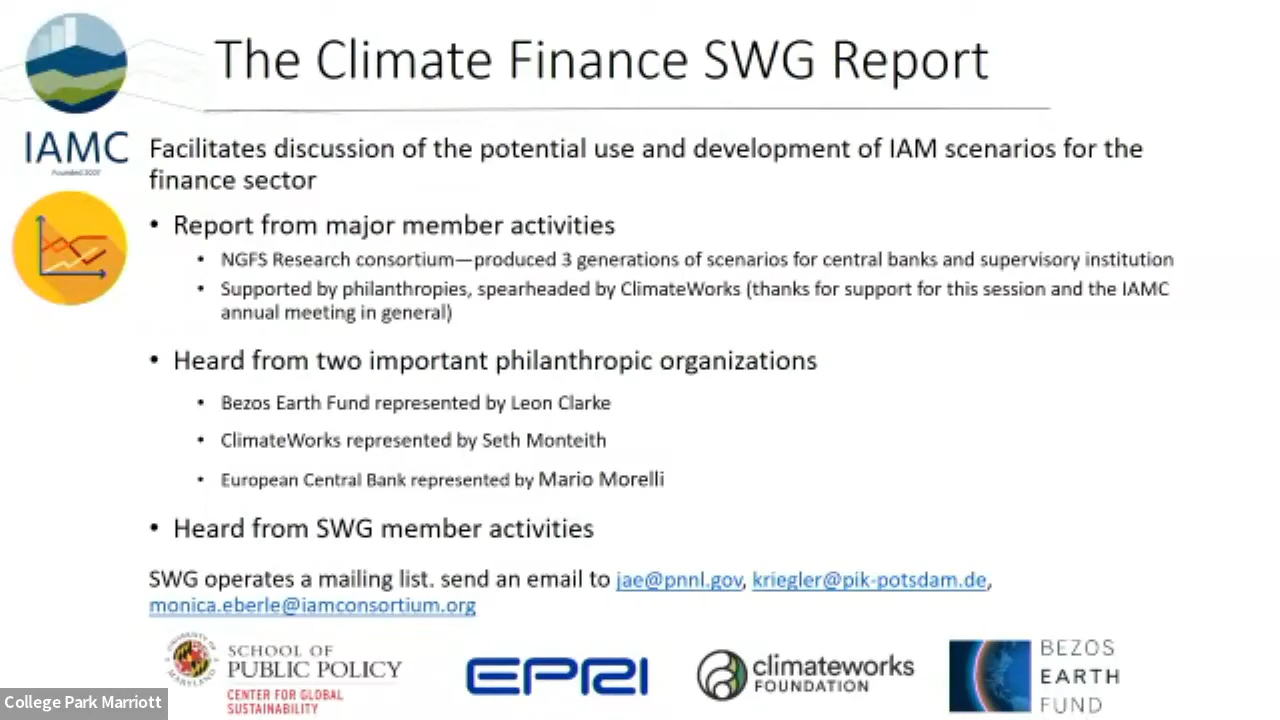 The Climate Finance SWG Report
IAMC
Founded 2007
Facilitates discussion of the potential use and development of IAM scenarios for the
finance sector
• Report from major member activities
• NGFS Research consortium—produced 3 generations of scenarios for central banks and supervisory institution
• Supported by philanthropies, spearheaded by ClimateWorks (thanks for support for this session and the IAMC
annual meeting in general)
• Heard from two important philanthropic organizations
• Bezos Earth Fund represented by Leon Clarke
• ClimateWorks represented by Seth Monteith
• European Central Bank represented by Mario Morelli
• Heard from SWG member activities
SWG operates a mailing list. send an email to jae@pnnl.gov, kriegler@pik-potsdam.de,
monica.eberle@iamconsortium.org
UNIVERSITY OF
MARYLAND
SCHOOL OF
PUBLIC POLICY
CENTER FOR GLOBAL
SUSTAINABILITY
EPRI
climateworks
FOUNDATION
BEZOS
EARTH
FUND
College Park Marriott